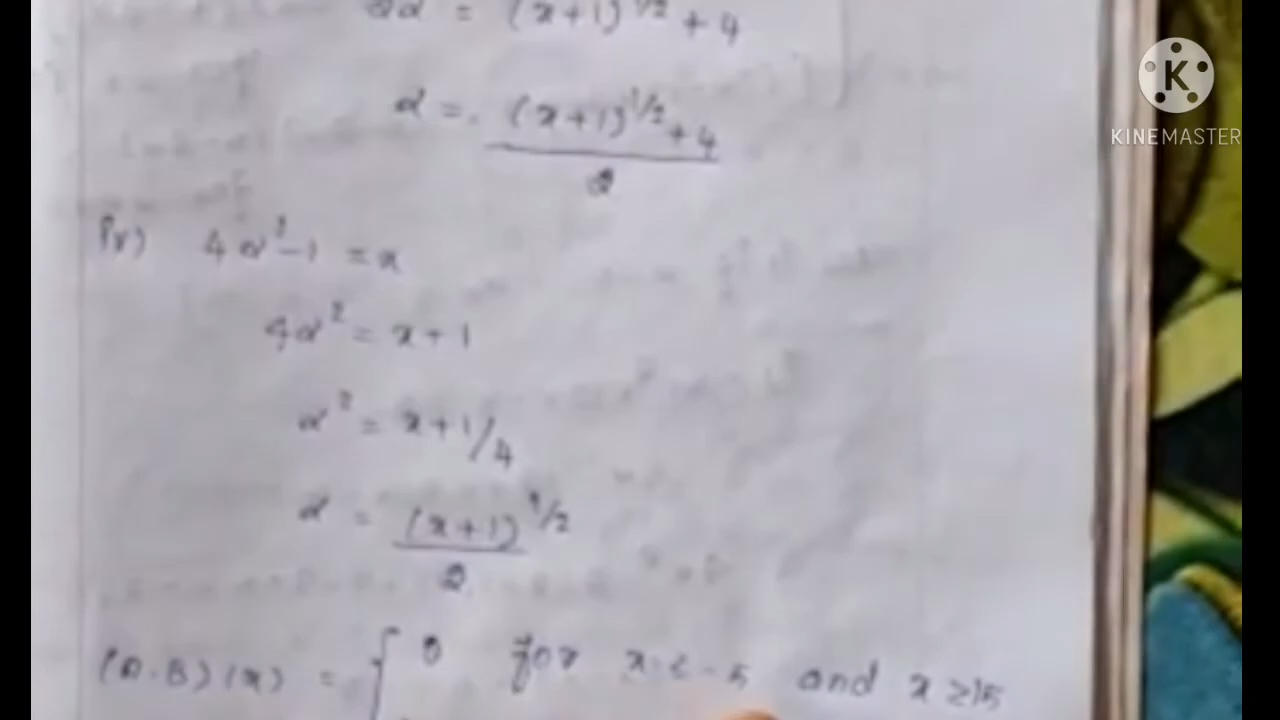 2α = (x+1)^1/2 + 4
α = (x+1)^1/2 + 4
2
K
KINEMASTER
iv) 4α²-1 = x
4α² = x+1
α² = x+1/4
α = (x+1)^1/2
2
(A.B)(x) = { 0 for x < -5 and x ≥ 15